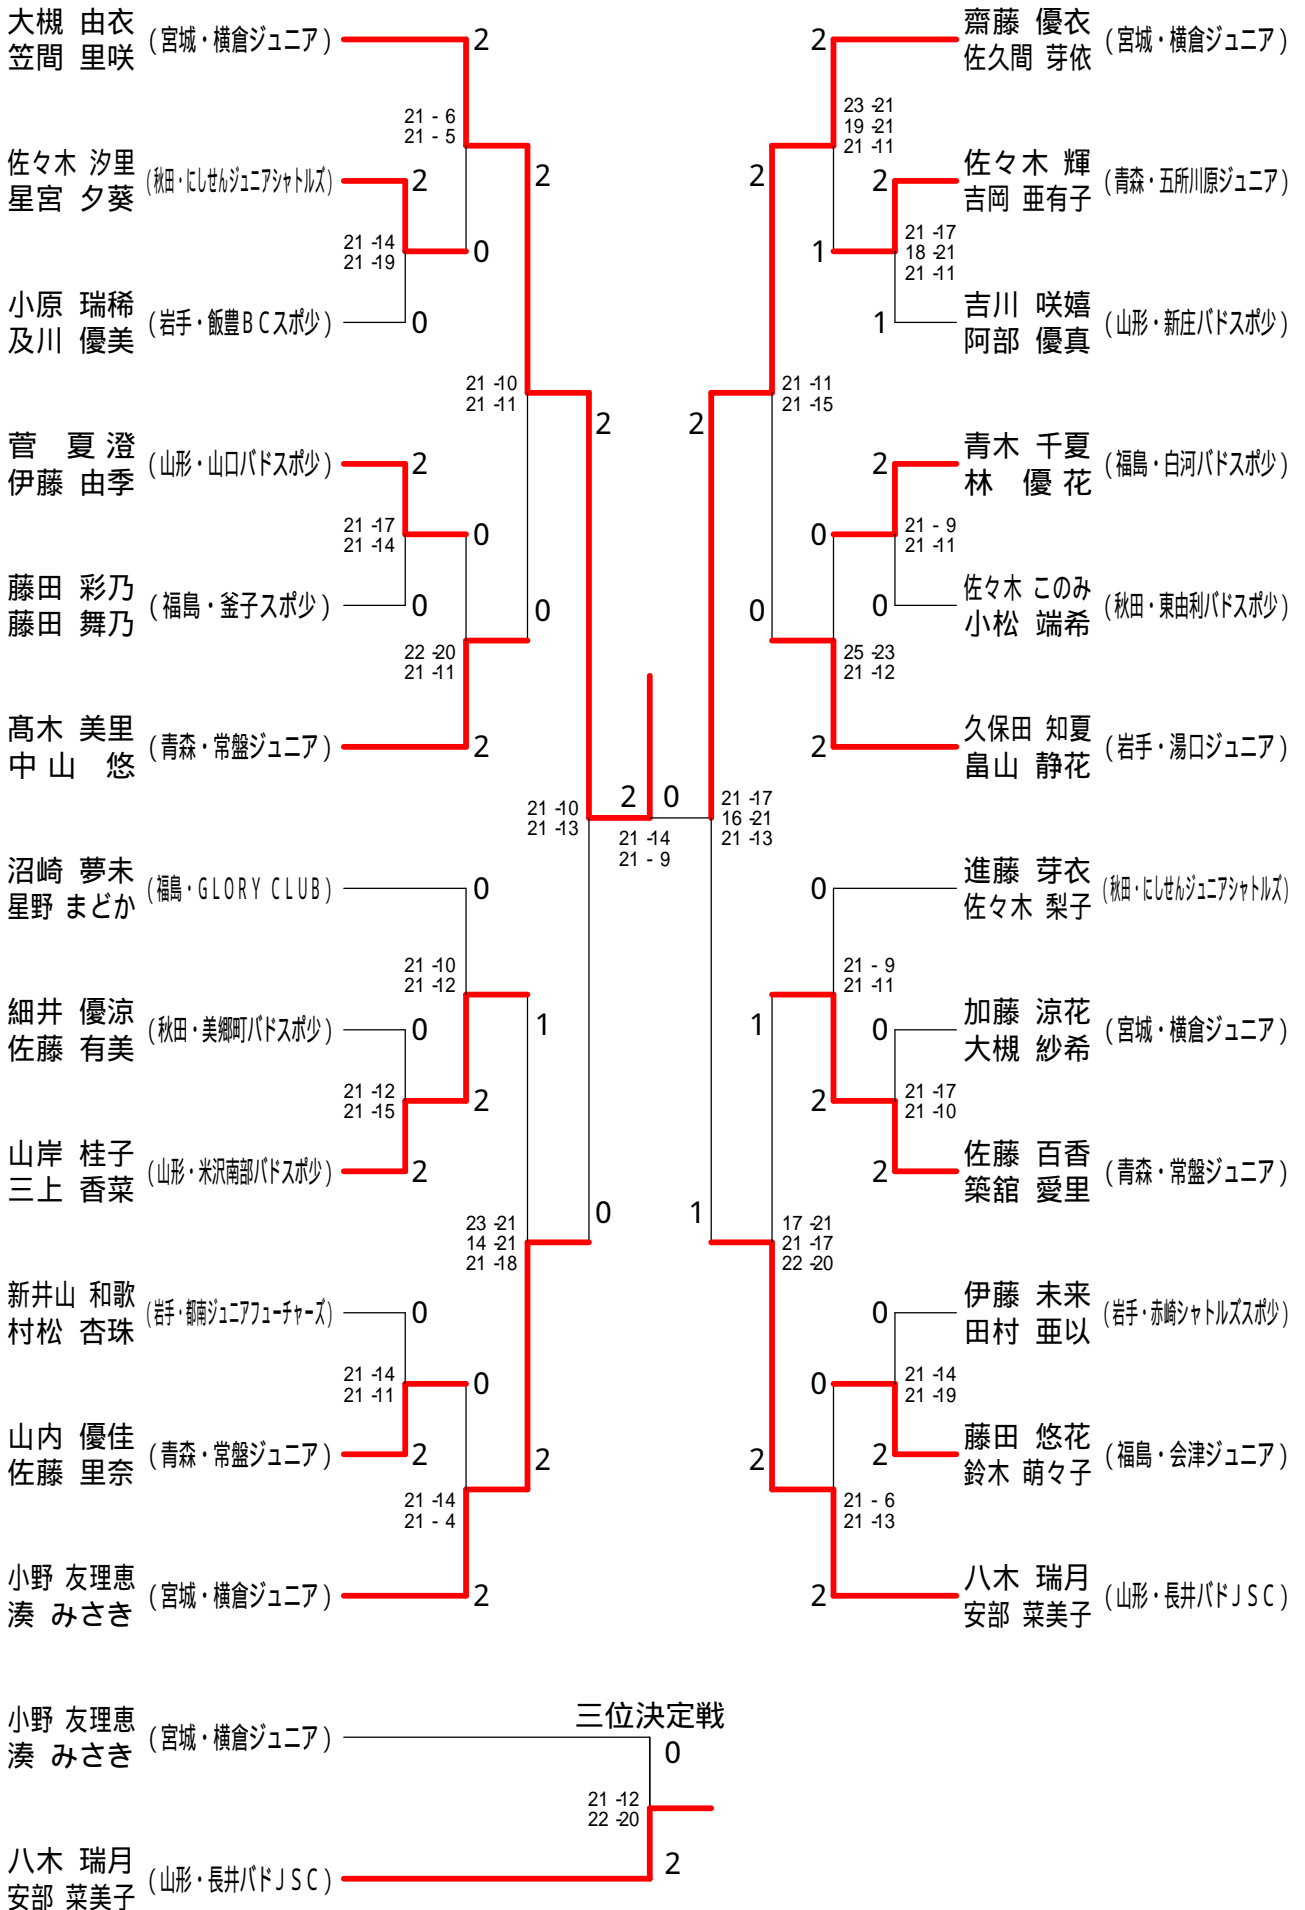 大槻 由衣
笠間 里咲
(宮城・横倉ジュニア)
2
21 - 6
21 - 5
佐々木 汐里
星宮 夕葵
(秋田・にしせんジュニアシャトルズ)
2
2
21 -14
21 -19
0
小原 瑞稀
及川 優美
(岩手・飯豊BCスポ少)
0
21 -10
21 -11
2
菅 夏澄
伊藤 由季
(山形・山口バドスポ少)
2
21 -17
21 -14
0
藤田 彩乃
藤田 舞乃
(福島・釜子スポ少)
0
0
22 -20
21 -11
髙木 美里
中山 悠
(青森・常盤ジュニア)
2
21 -10
21 -13
沼崎 夢未
星野 まどか
(福島・GLORY CLUB)
0
21 -10
21 -12
細井 優涼
佐藤 有美
(秋田・美郷町バドスポ少)
0
1
21 -12
21 -15
2
山岸 桂子
三上 香菜
(山形・米沢南部バドスポ少)
2
23 -21
14 -21
21 -18
0
新井山 和歌
村松 杏珠
(岩手・都南ジュニアフューチャーズ)
0
21 -14
21 -11
0
山内 優佳
佐藤 里奈
(青森・常盤ジュニア)
2
2
21 -14
21 - 4
小野 友理恵
湊 みさき
(宮城・横倉ジュニア)
2
2 0
21 -14
21 - 9
齋藤 優衣
佐久間 芽依
(宮城・横倉ジュニア)
2
23 -21
19 -21
21 -11
佐々木 輝
吉岡 亜有子
(青森・五所川原ジュニア)
2
2
21 -17
18 -21
21 -11
1
吉川 咲嬉
阿部 優真
(山形・新庄バドスポ少)
1
21 -11
21 -15
2
青木 千夏
林 優花
(福島・白河バドスポ少)
2
21 - 9
21 -11
0
佐々木 このみ
小松 端希
(秋田・東由利バドスポ少)
0
0
25 -23
21 -12
久保田 知夏
畠山 静花
(岩手・湯口ジュニア)
2
21 -17
16 -21
21 -13
進藤 芽衣
佐々木 梨子
(秋田・にしせんジュニアシャトルズ)
0
21 - 9
21 -11
加藤 涼花
大槻 紗希
(宮城・横倉ジュニア)
0
1
21 -17
21 -10
2
佐藤 百香
築舘 愛里
(青森・常盤ジュニア)
2
17 -21
21 -17
22 -20
1
伊藤 未来
田村 亜以
(岩手・赤崎シャトルズスポ少)
0
21 -14
21 -19
0
藤田 悠花
鈴木 萌々子
(福島・会津ジュニア)
2
2
21 - 6
21 -13
八木 瑞月
安部 菜美子
(山形・長井バドJSC)
2
三位決定戦
小野 友理恵
湊 みさき
(宮城・横倉ジュニア)
0
21 -12
22 -20
八木 瑞月
安部 菜美子
(山形・長井バドJSC)
2